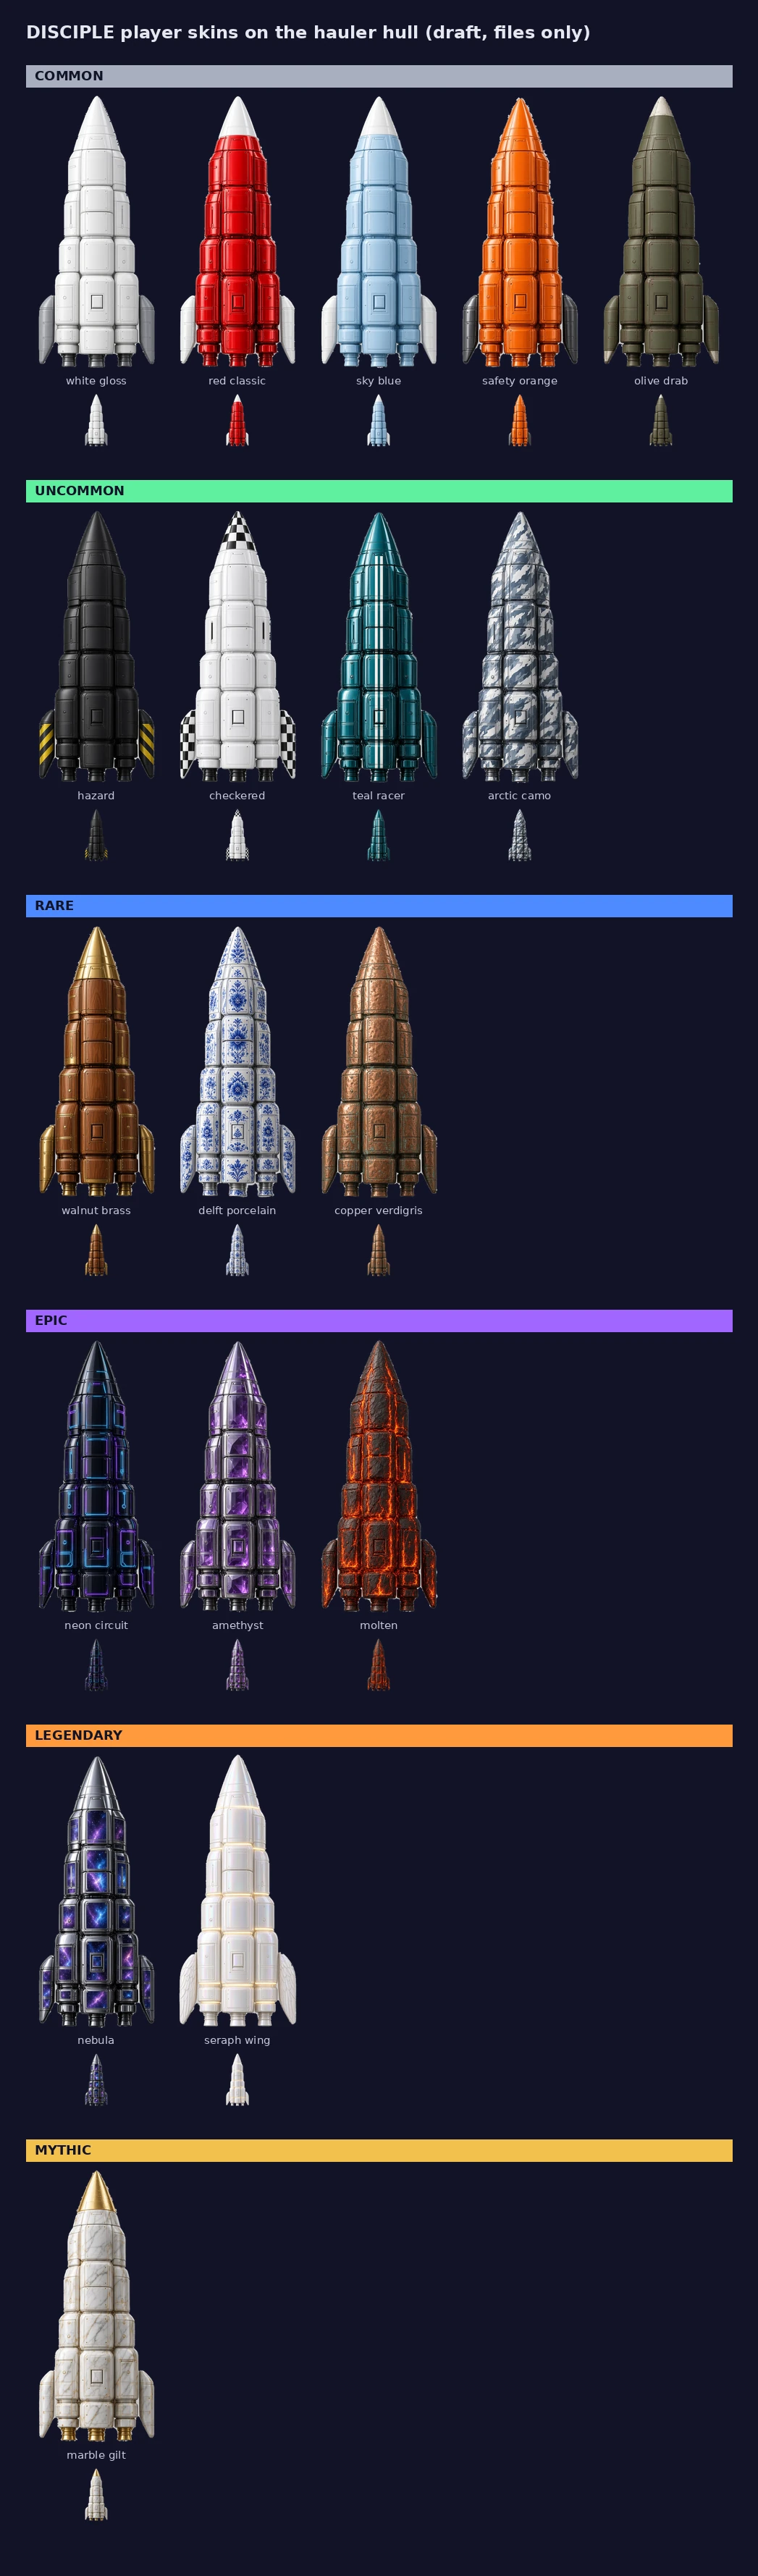 DISCIPLE player skins on the hauler hull (draft, files only)
COMMON
white gloss red classic sky blue safety orange olive drab
UNCOMMON
hazard checkered teal racer arctic camo
RARE
walnut brass delft porcelain copper verdigris
EPIC
neon circuit amethyst molten
LEGENDARY
nebula seraph wing
MYTHIC
marble gilt